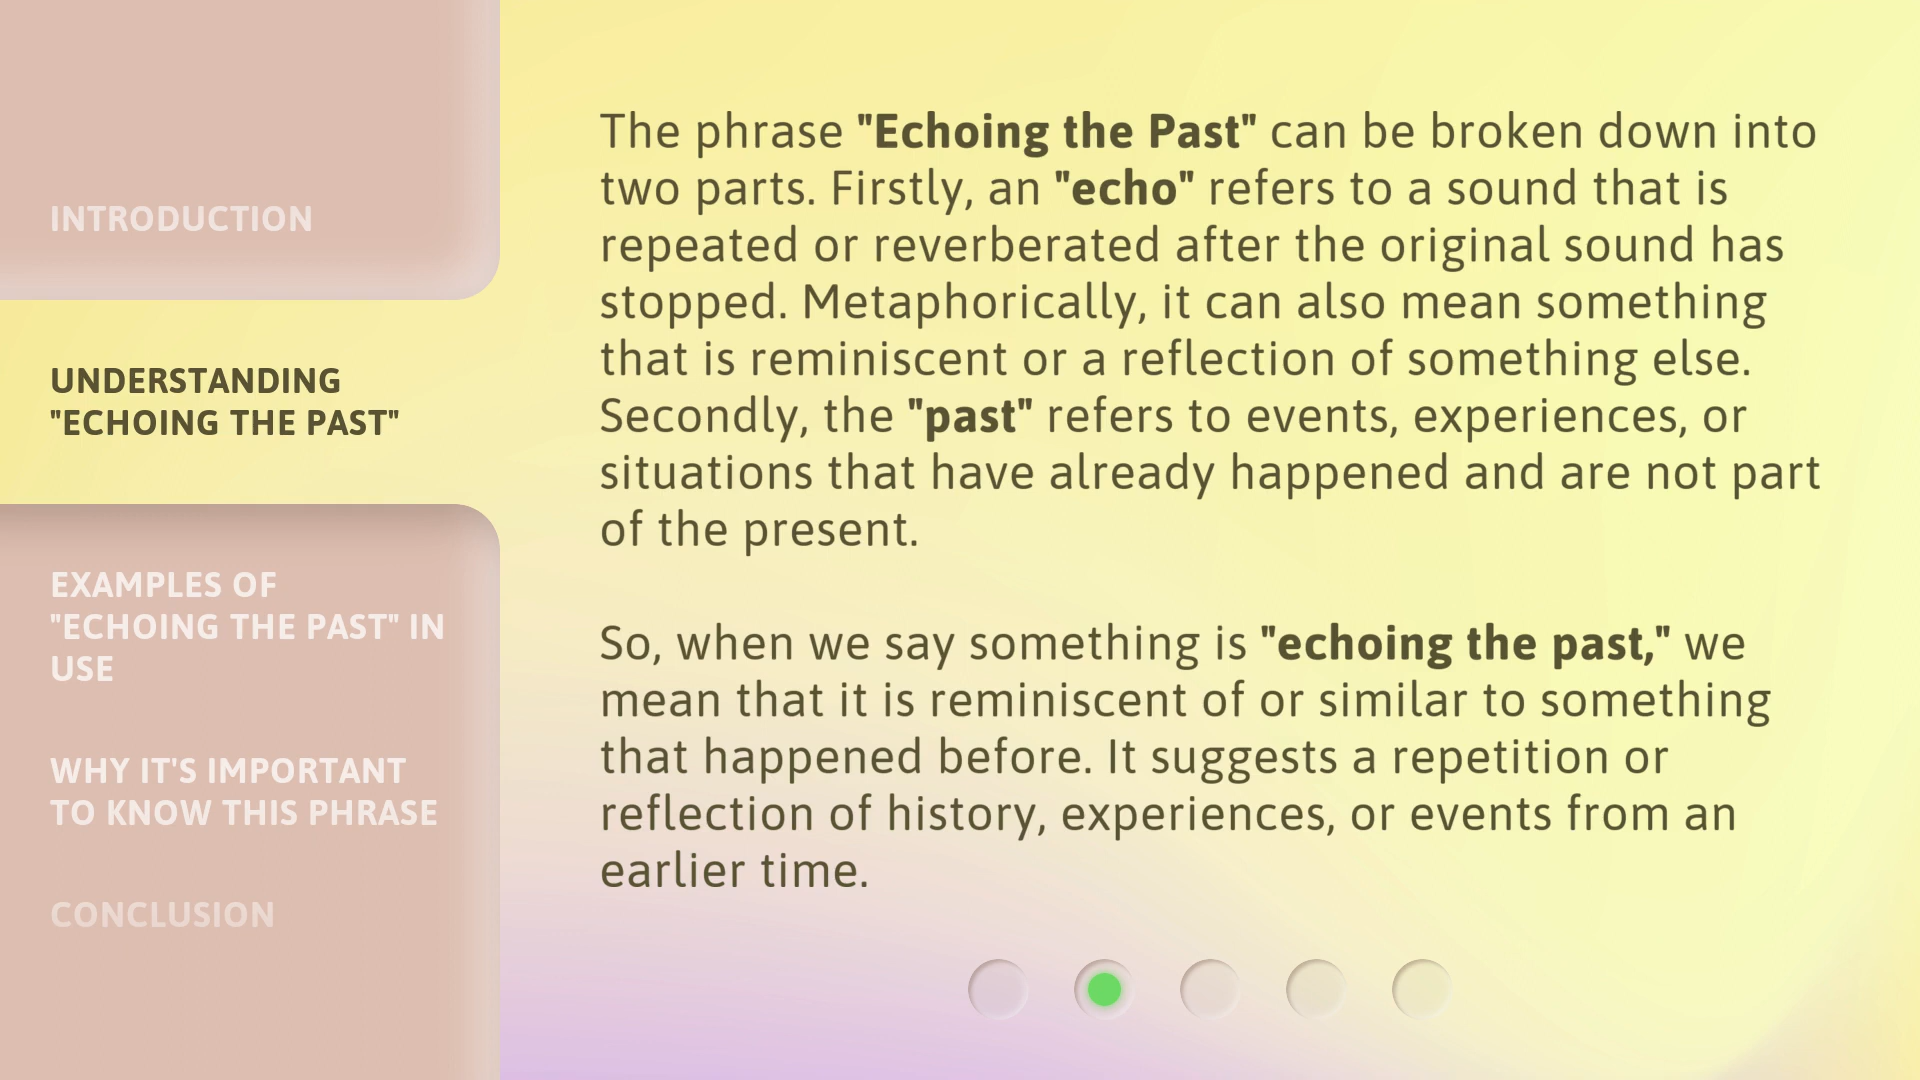 INTRODUCTION
UNDERSTANDING
"ECHOING THE PAST"
EXAMPLES OF
"ECHOING THE PAST" IN
USE
WHY IT'S IMPORTANT
TO KNOW THIS PHRASE
CONCLUSION
The phrase "Echoing the Past" can be broken down into
two parts. Firstly, an "echo" refers to a sound that is
repeated or reverberated after the original sound has
stopped. Metaphorically, it can also mean something
that is reminiscent or a reflection of something else.
Secondly, the "past" refers to events, experiences, or
situations that have already happened and are not part
of the present.
So, when we say something is "echoing the past," we
mean that it is reminiscent of or similar to something
that happened before. It suggests a repetition or
reflection of history, experiences, or events from an
earlier time.